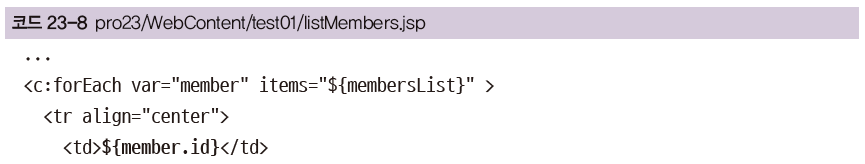 코드 23-8 pro23/WebContent/test01/listMembers.jsp
...
<c:forEach var="member" items="${membersList}" >
<tr align="center">
<td>${member.id}</td>